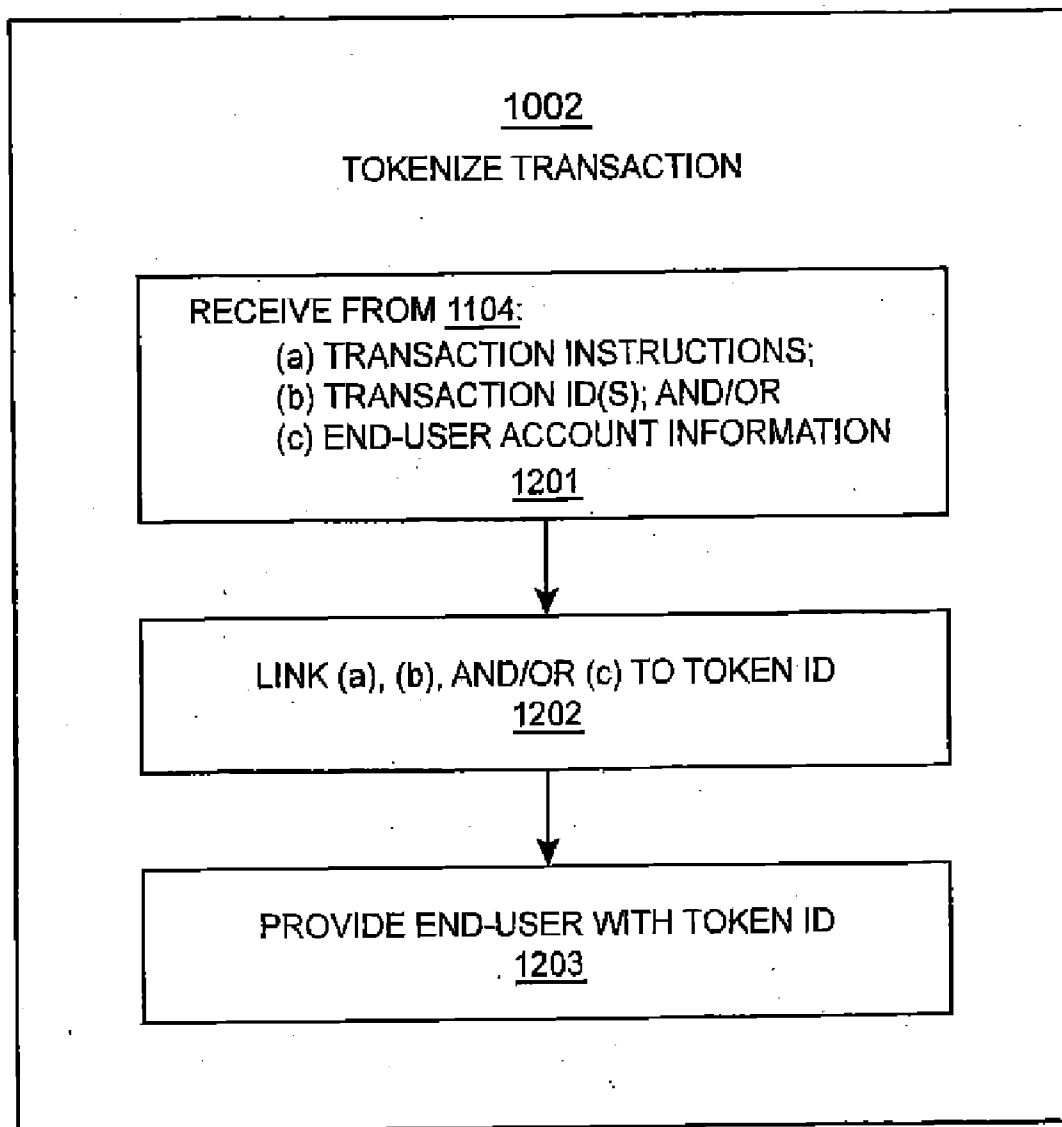 1002
TOKENIZE TRANSACTION
RECEIVE FROM 1104:
(a) TRANSACTION INSTRUCTIONS;
(b) TRANSACTION ID(S); AND/OR
(c) END-USER ACCOUNT INFORMATION
1201
LINK (a), (b), AND/OR (c) TO TOKEN ID
1202
PROVIDE END-USER WITH TOKEN ID
1203